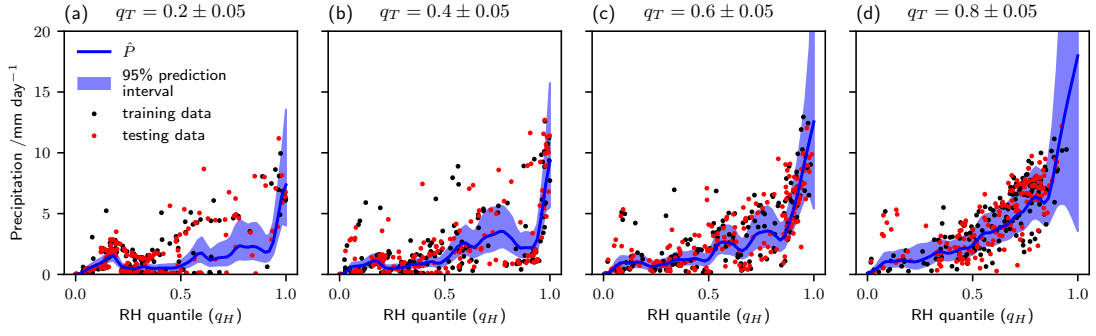 (a) q_T = 0.2 ± 0.05
(b) q_T = 0.4 ± 0.05
(c) q_T = 0.6 ± 0.05
(d) q_T = 0.8 ± 0.05
Precipitation /mm day⁻¹
20
15
10
5
0
P̂
95% prediction
interval
training data
testing data
0.0 0.5 1.0
RH quantile (q_H)
0.0 0.5 1.0
RH quantile (q_H)
0.0 0.5 1.0
RH quantile (q_H)
0.0 0.5 1.0
RH quantile (q_H)